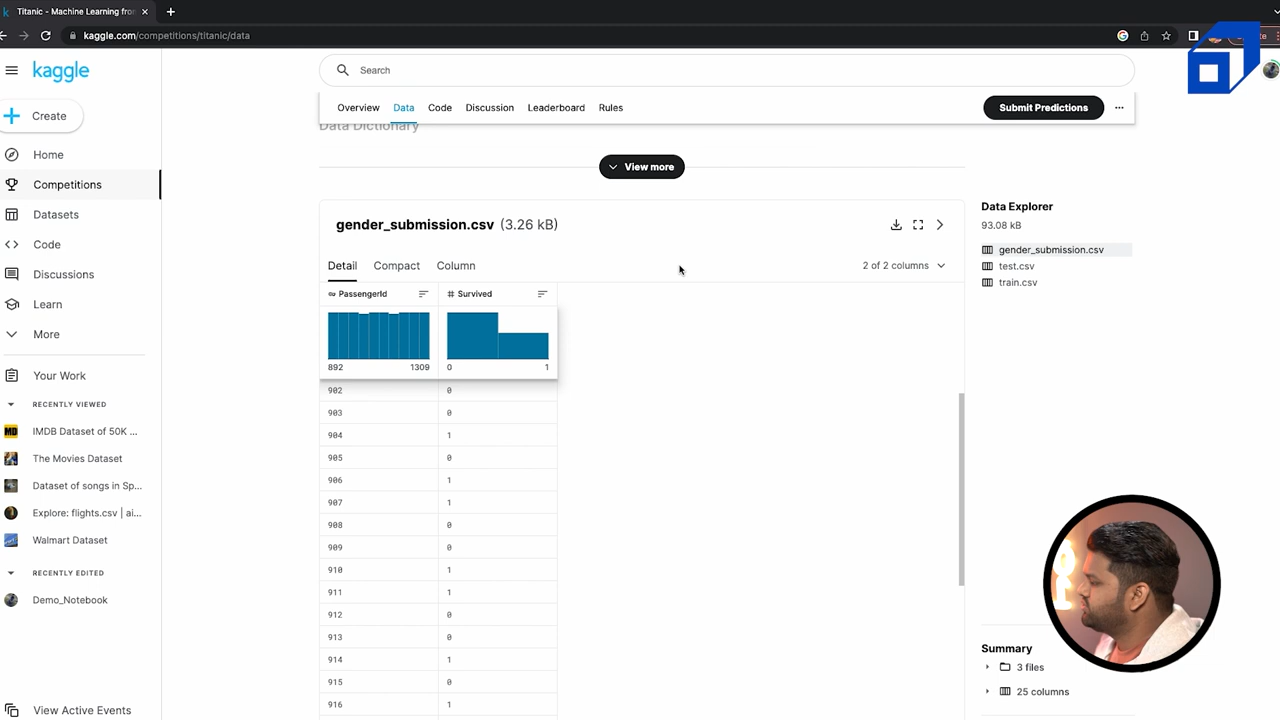 Titanic - Machine Learning from
kaggle.com/competitions/titanic/data
kaggle
Search
Create
Overview Data Code Discussion Leaderboard Rules
Submit Predictions
Data Dictionary
View more
Home
Competitions
Datasets
Code
Discussions
Learn
More
Your Work
RECENTLY VIEWED
IMDB Dataset of 50K ...
The Movies Dataset
Dataset of songs in Sp...
Explore: flights.csv | ai...
Walmart Dataset
RECENTLY EDITED
Demo_Notebook
View Active Events
gender_submission.csv (3.26 kB)
Detail Compact Column
2 of 2 columns
PassengerId # Survived
892 1309 0 1
902 0
903 0
904 1
905 0
906 1
907 1
908 0
909 0
910 1
911 1
912 0
913 0
914 1
915 0
916 1
Data Explorer
93.08 kB
gender_submission.csv
test.csv
train.csv
Summary
3 files
25 columns